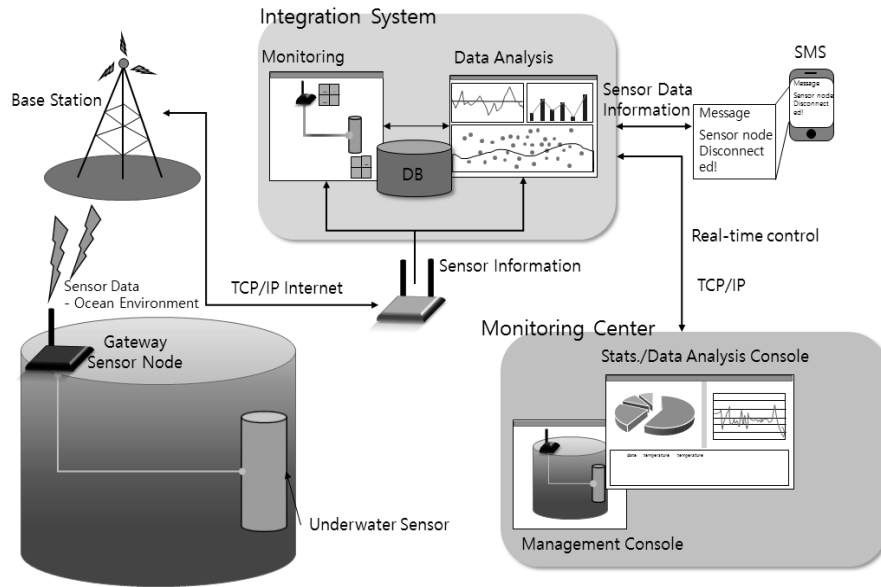 Integration System
Monitoring
Data Analysis
DB
Base Station
Sensor Data
Information
SMS
Message
Sensor node
Disconnect
ed!
Message
Sensor node
Disconnect
ed!
Sensor Information
TCP/IP Internet
Real-time control
TCP/IP
Sensor Data
- Ocean Environment
Gateway
Sensor Node
Underwater Sensor
Monitoring Center
Stats./Data Analysis Console
date temperature temperature
Management Console